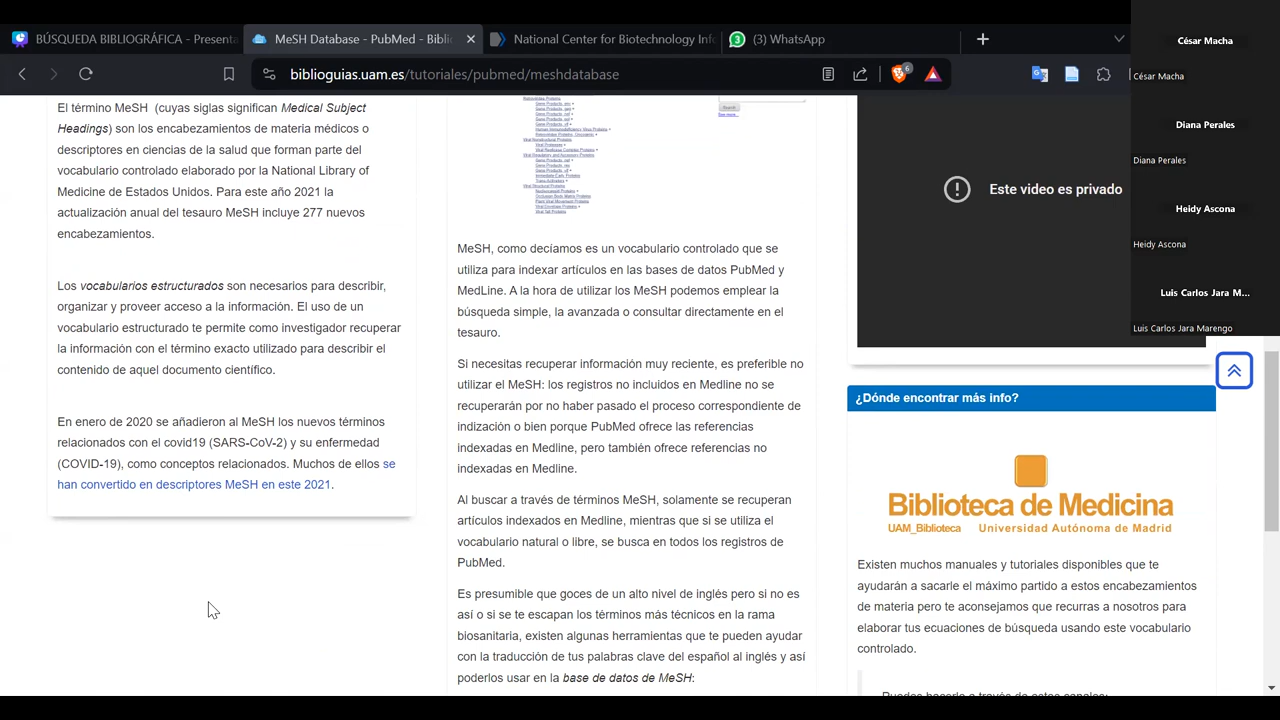 BÚSQUEDA BIBLIOGRÁFICA - Presenta
MeSH Database - PubMed - Bibli
National Center for Biotechnology Inf
(3) WhatsApp
biblioguias.uam.es/tutoriales/pubmed/meshdatabase
6
César Macha
César Macha
Diana Perales
Diana Perales
Heidy Ascona
Heidy Ascona
Luis Carlos Jara M...
Luis Carlos Jara Marengo
El término MeSH (cuyas siglas significan
dical Subject
son los encabezamientos de
o
descriptores de ciencias de la salud que forman parte del
vocabulario controlado
por la National Library of
Medicine de Estados Unidos. Para este año 2021 la
actualización anual del tesauro MeSH incluye 277 nuevos
encabezamientos.
Los vocabularios estructurados son necesarios para describir,
organizar y proveer acceso a la información. El uso de un
vocabulario estructurado te permite como investigador recuperar
la información con el término exacto utilizado para describir el
contenido de aquel documento científico.
En enero de 2020 se añadieron al MeSH los nuevos términos
relacionados con el covid19 (SARS-CoV-2) y su enfermedad
(COVID-19), como conceptos relacionados. Muchos de ellos se
han convertido en descriptores MeSH en este 2021.
MeSH, como decíamos es un vocabulario controlado que se
utiliza para indexar artículos en las bases de datos PubMed y
MedLine. A la hora de utilizar los MeSH podemos emplear la
búsqueda simple, la avanzada o consultar directamente en el
tesauro.
Si necesitas recuperar información muy reciente, es preferible no
utilizar el MeSH: los registros no incluidos en Medline no se
recuperarán por no haber pasado el proceso correspondiente de
indización o bien porque PubMed ofrece las referencias
indexadas en Medline, pero también ofrece referencias no
indexadas en Medline.
Al buscar a través de términos MeSH, solamente se recuperan
artículos indexados en Medline, mientras que si se utiliza el
vocabulario natural o libre, se busca en todos los registros de
PubMed.
Es presumible que goces de un alto nivel de inglés pero si no es
así o si se te escapan los términos más técnicos en la rama
biosanitaria, existen algunas herramientas que te pueden ayudar
con la traducción de tus palabras clave del español al inglés y así
poderlos usar en la base de datos de MeSH:
Este video es privado
¿Dónde encontrar más info?
Biblioteca de Medicina
UAM_Biblioteca Universidad Autónoma de Madrid
Existen muchos manuales y tutoriales disponibles que te
ayudarán a sacarle el máximo partido a estos encabezamientos
de materia pero te aconsejamos que recurras a nosotros para
elaborar tus ecuaciones de búsqueda usando este vocabulario
controlado.